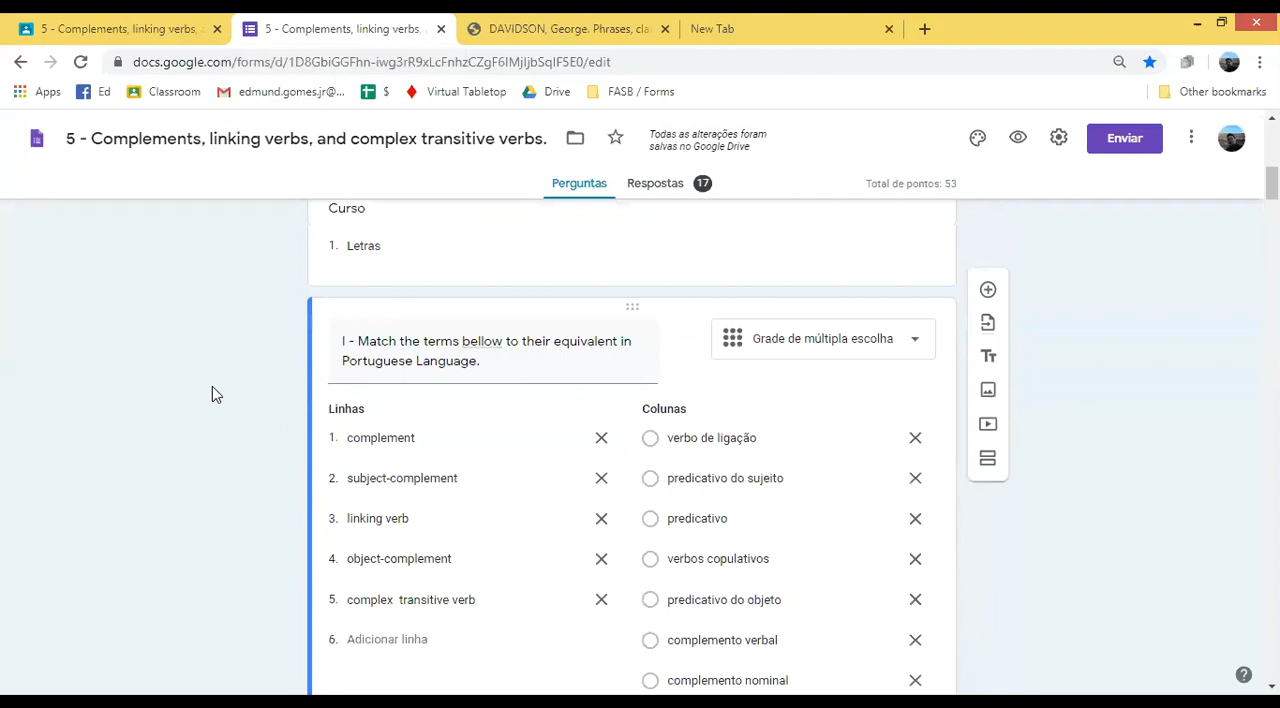 5 - Complements, linking verbs, a
5 - Complements, linking verbs,
DAVIDSON, George. Phrases, cla
New Tab
docs.google.com/forms/d/1D8GbiGGFhn-iwg3rR9xLcFnhzCZgF6IMjIjbSqIF5E0/edit
Apps
Ed
Classroom
edmund.gomes.jr@...
$
Virtual Tabletop
Drive
FASB / Forms
Other bookmarks
5 - Complements, linking verbs, and complex transitive verbs.
Todas as alterações foram
salvas no Google Drive
Enviar
Perguntas
Respostas 17
Total de pontos: 53
Curso
1. Letras
I - Match the terms bellow to their equivalent in
Portuguese Language.
Grade de múltipla escolha
Linhas
Colunas
1. complement
verbo de ligação
2. subject-complement
predicativo do sujeito
3. linking verb
predicativo
4. object-complement
verbos copulativos
5. complex transitive verb
predicativo do objeto
6. Adicionar linha
complemento verbal
complemento nominal